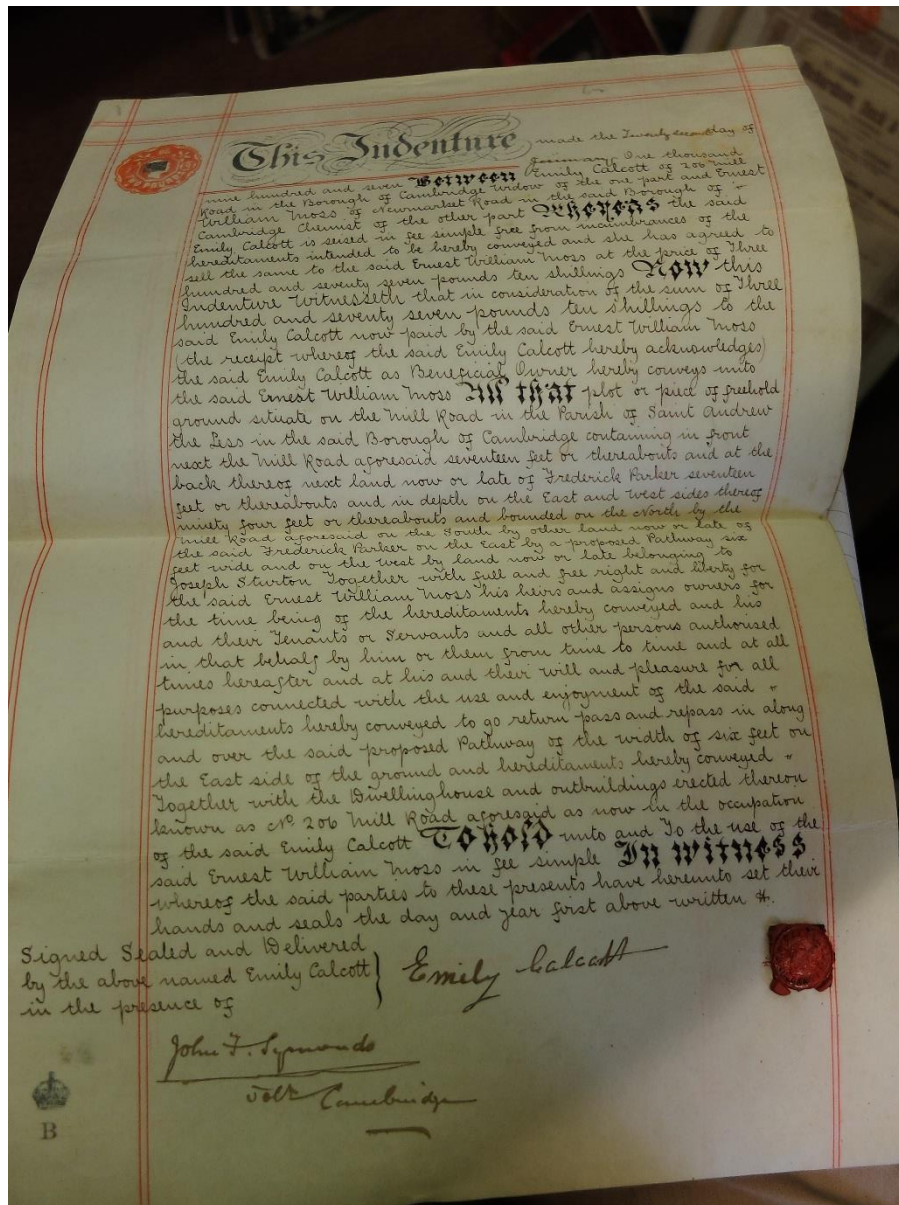 This Indenture made the Twenty second day of
January One thousand
nine hundred and seven Between Emily Calcott of 206 Mill
Road in the Borough of Cambridge Widow of the one part and Ernest
William Moss of Newmarket Road in the said Borough of
Cambridge Chemist of the other part Whereas the said
Emily Calcott is seised in fee simple free from incumbrances of the
hereditaments intended to be hereby conveyed and she has agreed to
sell the same to the said Ernest William Moss at the price of Three
hundred and seventy seven pounds ten shillings Now this
Indenture Witnesseth that in consideration of the sum of Three
hundred and seventy seven pounds ten shillings to the
said Emily Calcott now paid by the said Ernest William Moss
(the receipt whereof the said Emily Calcott hereby acknowledges)
the said Emily Calcott as Beneficial Owner hereby conveys unto
the said Ernest William Moss All that plot or piece of freehold
ground situate on the Mill Road in the Parish of Saint Andrew
the Less in the said Borough of Cambridge containing in front
next the Mill Road aforesaid seventeen feet or thereabouts and at the
back thereof next land now or late of Frederick Parker seventeen
feet or thereabouts and in depth on the East and West sides thereof
ninety four feet or thereabouts and bounded on the North by the
Mill Road aforesaid on the South by other land now or late of
the said Frederick Parker on the East by a proposed Pathway six
feet wide and on the West by land now or late belonging to
Joseph Sturton Together with full and free right and liberty for
the said Ernest William Moss his heirs and assigns owners for
the time being of the hereditaments hereby conveyed and his
and their Tenants or Servants and all other persons authorised
in that behalf by him or them from time to time and at all
times hereafter and at his and their will and pleasure for all
purposes connected with the use and enjoyment of the said "
hereditaments hereby conveyed to go return pass and repass in along
and over the said proposed Pathway of the width of six feet on
the East side of the ground and hereditaments hereby conveyed "
Together with the Dwellinghouse and outbuildings erected thereon
known as No. 206 Mill Road aforesaid as now in the occupation
of the said Emily Calcott To hold unto and To the use of the
said Ernest William Moss in fee simple In witness
whereof the said parties to these presents have hereunto set their
hands and seals the day and year first above written
Signed Sealed and Delivered
by the above named Emily Calcott
in the presence of
Emily Calcott
John F. Symonds
Solr Cambridge
B